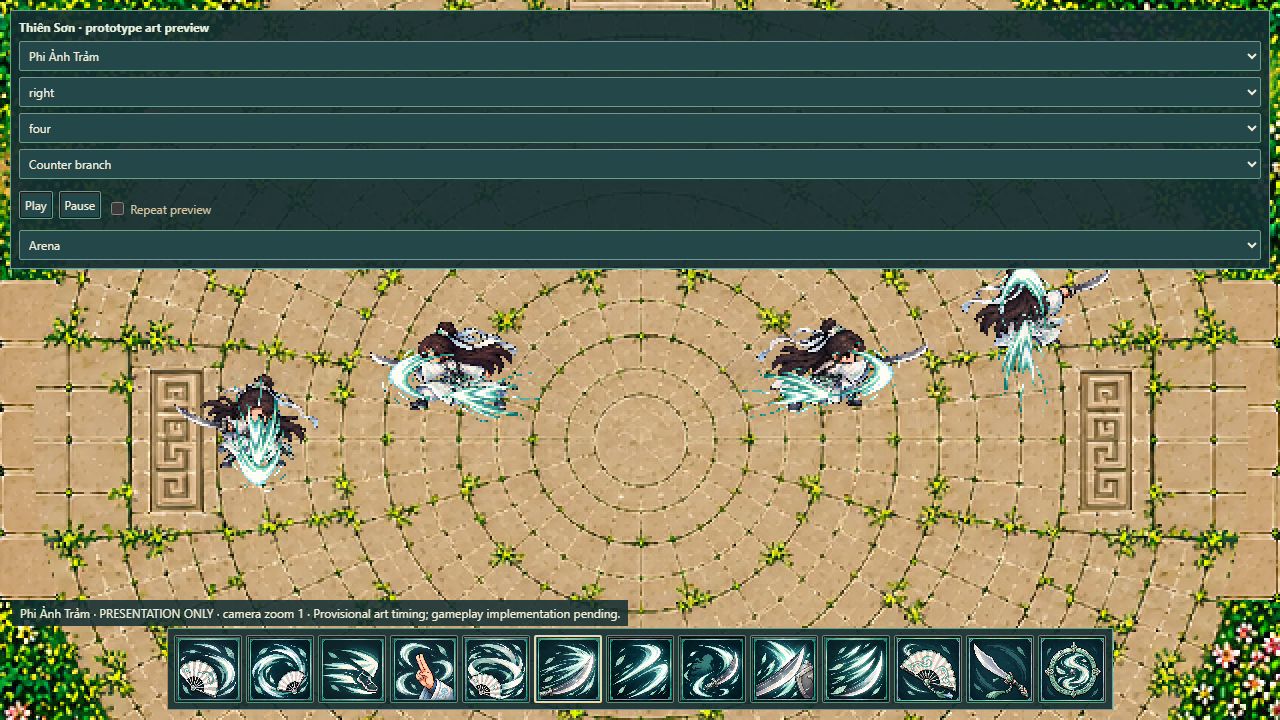 Thiên Sơn · prototype art preview
Phi Ảnh Trảm
right
four
Counter branch
Play Pause Repeat preview
Arena
Phi Ảnh Trảm · PRESENTATION ONLY · camera zoom 1 · Provisional art timing; gameplay implementation pending.